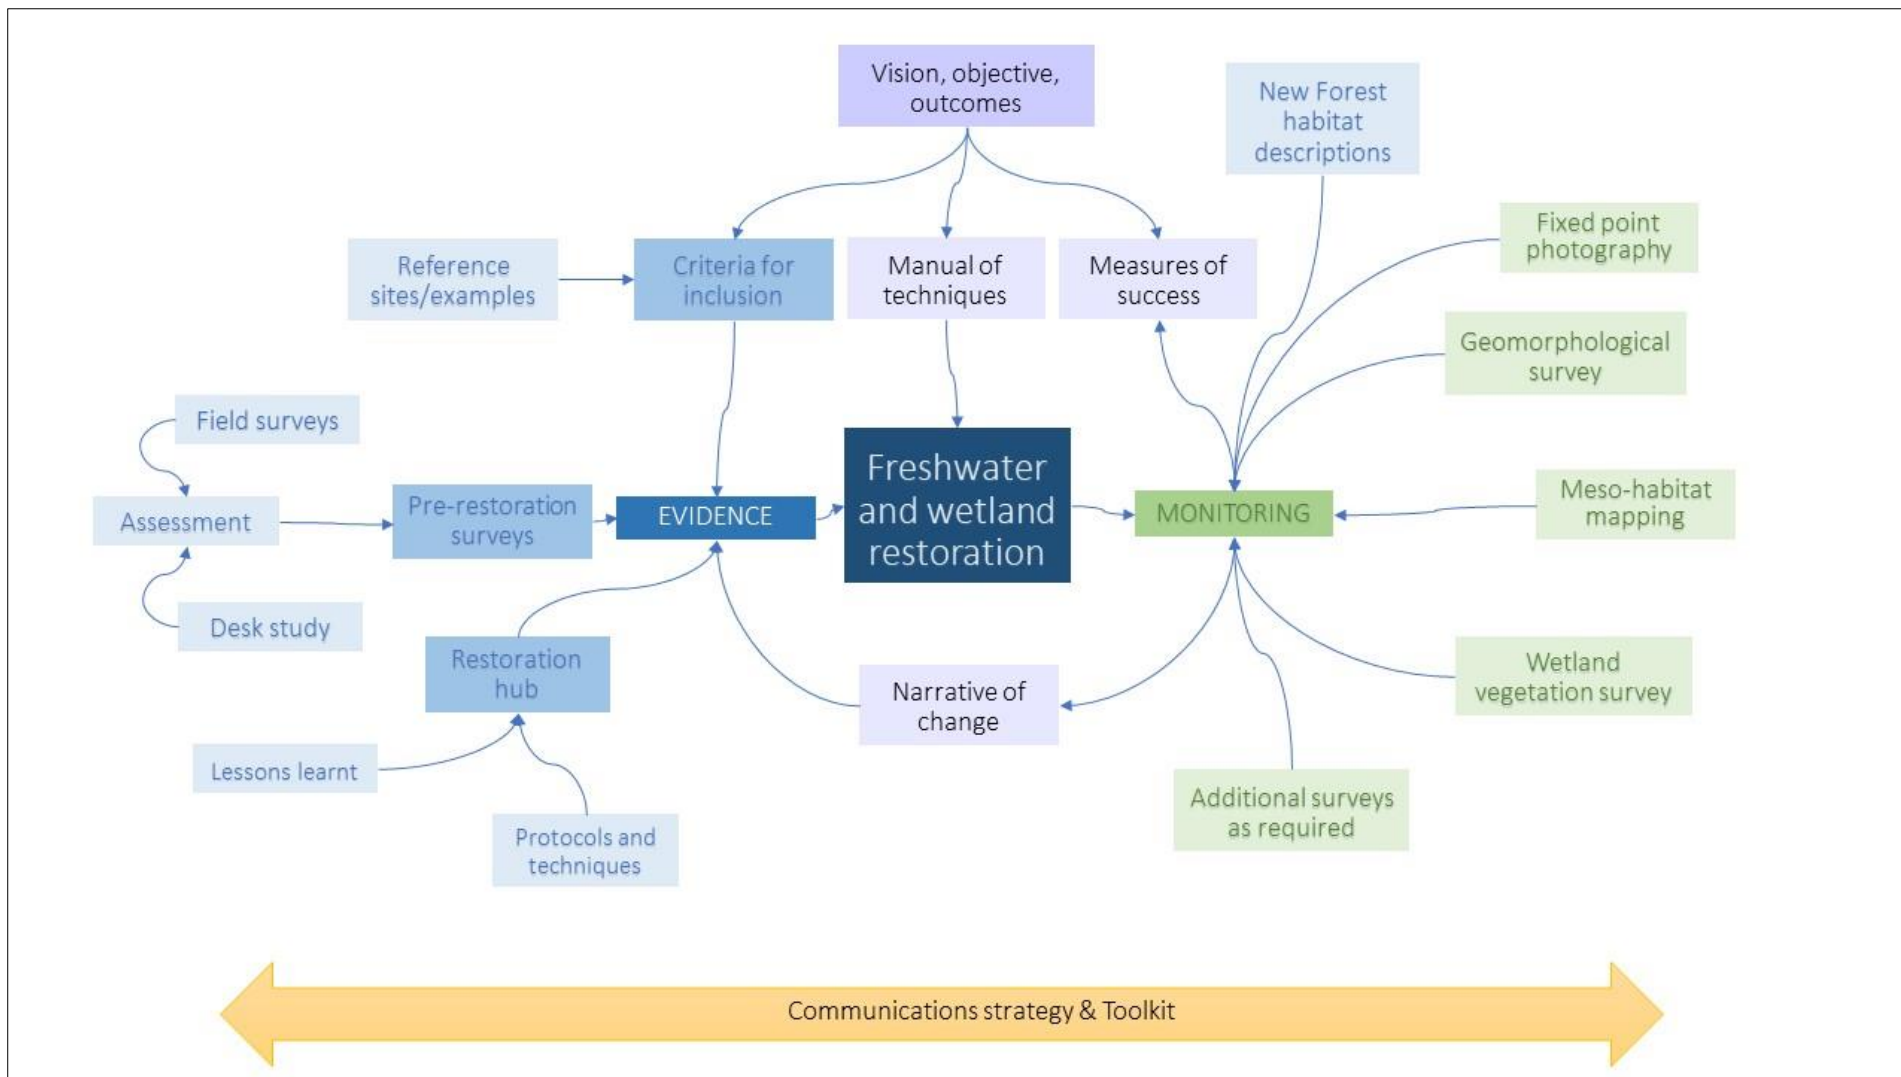 Vision, objective,
outcomes
New Forest
habitat
descriptions
Fixed point
photography
Reference
sites/examples
Criteria for
inclusion
Manual of
techniques
Measures of
success
Geomorphological
survey
Field surveys
Assessment
Pre-restoration
surveys
EVIDENCE
Freshwater
and wetland
restoration
MONITORING
Meso-habitat
mapping
Desk study
Restoration
hub
Narrative of
change
Wetland
vegetation survey
Lessons learnt
Additional surveys
as required
Protocols and
techniques
Communications strategy & Toolkit